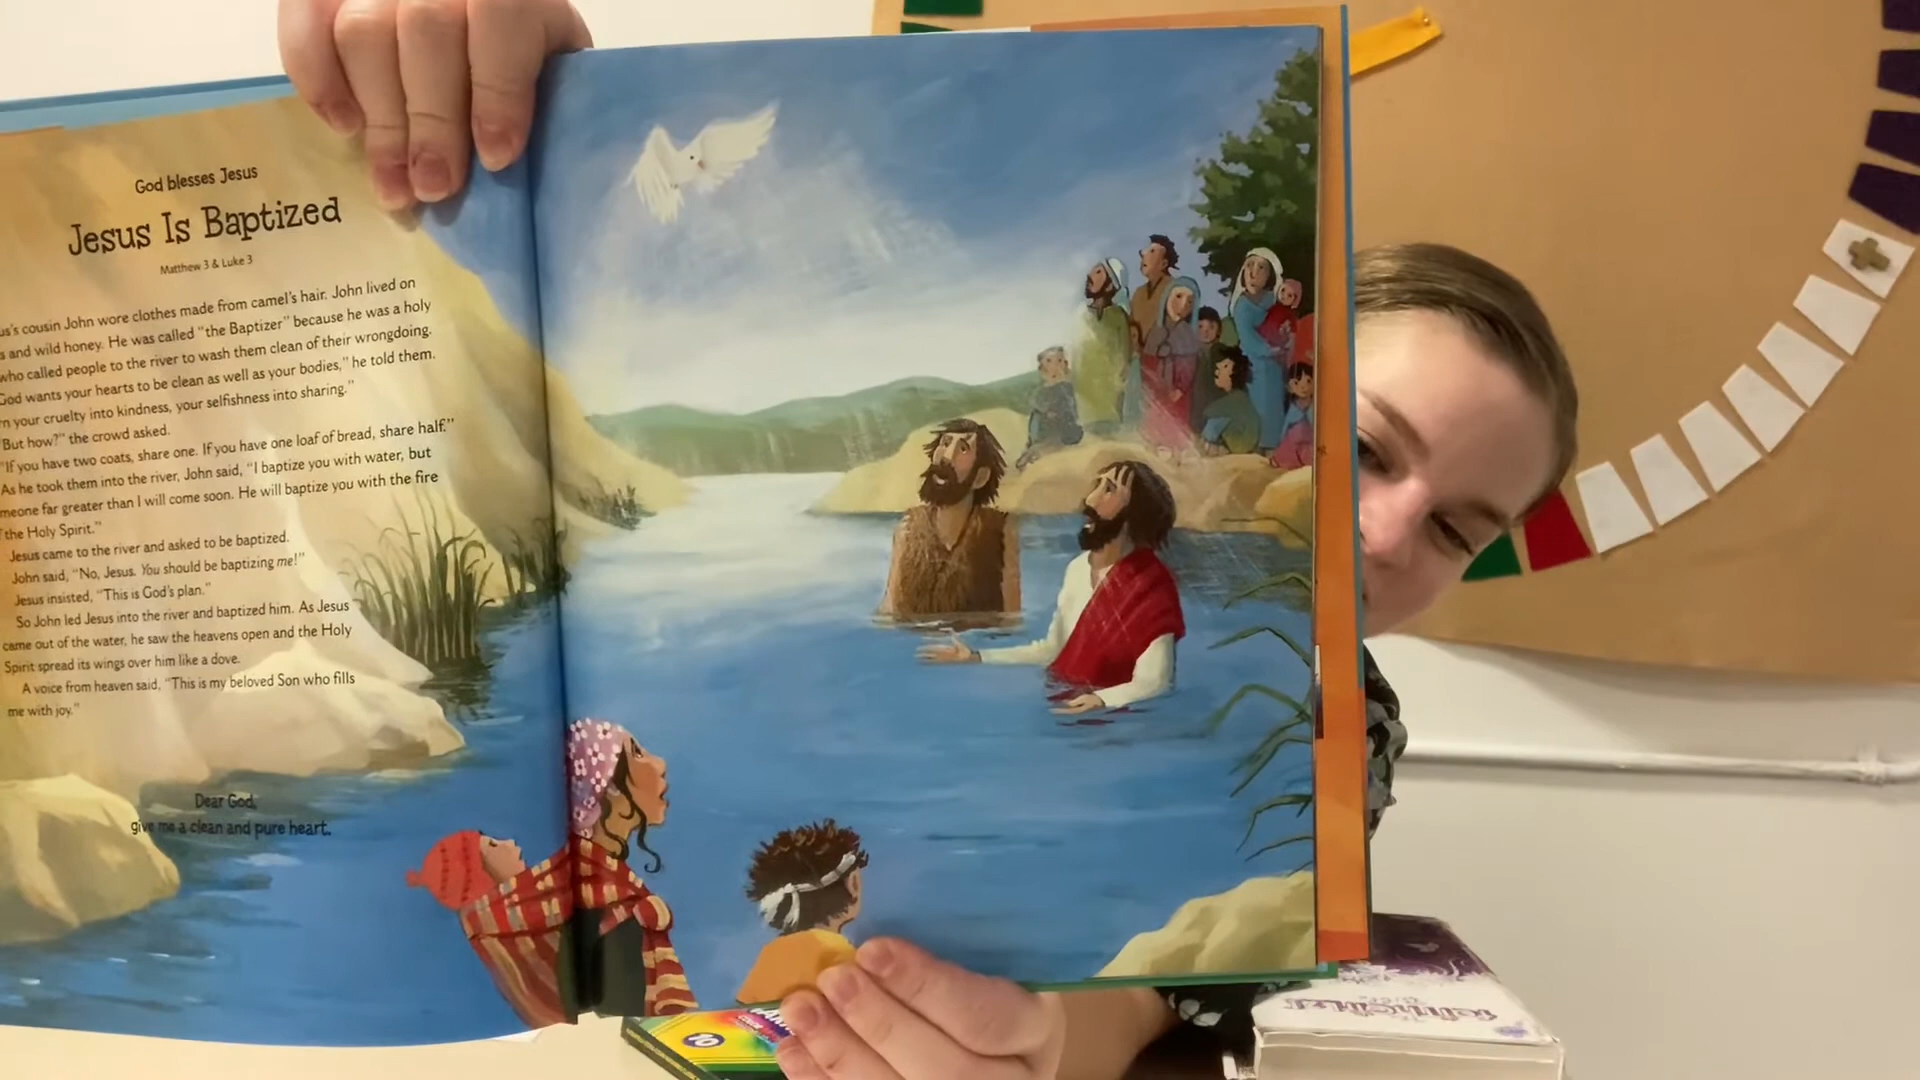 God blesses Jesus
Jesus Is Baptized
Matthew 3 & Luke 3
cousin John wore clothes made from camel's hair. John lived on
and wild honey. He was called "the Baptizer" because he was a holy
who called people to the river to wash them clean of their wrongdoing.
God wants your hearts to be clean as well as your bodies," he told them.
your cruelty into kindness, your selfishness into sharing."
"But how?" the crowd asked.
"If you have two coats, share one. If you have one loaf of bread, share half."
As he took them into the river, John said, "I baptize you with water, but
far greater than I will come soon. He will baptize you with the fire
the Holy Spirit."
Jesus came to the river and asked to be baptized.
John said, "No, Jesus. You should be baptizing me!"
Jesus insisted, "This is God's plan."
So John led Jesus into the river and baptized him. As Jesus
came out of the water, he saw the heavens open and the Holy
Spirit spread its wings over him like a dove.
A voice from heaven said, "This is my beloved Son who fills
me with joy."
Dear God,
give me a clean and pure heart.
10